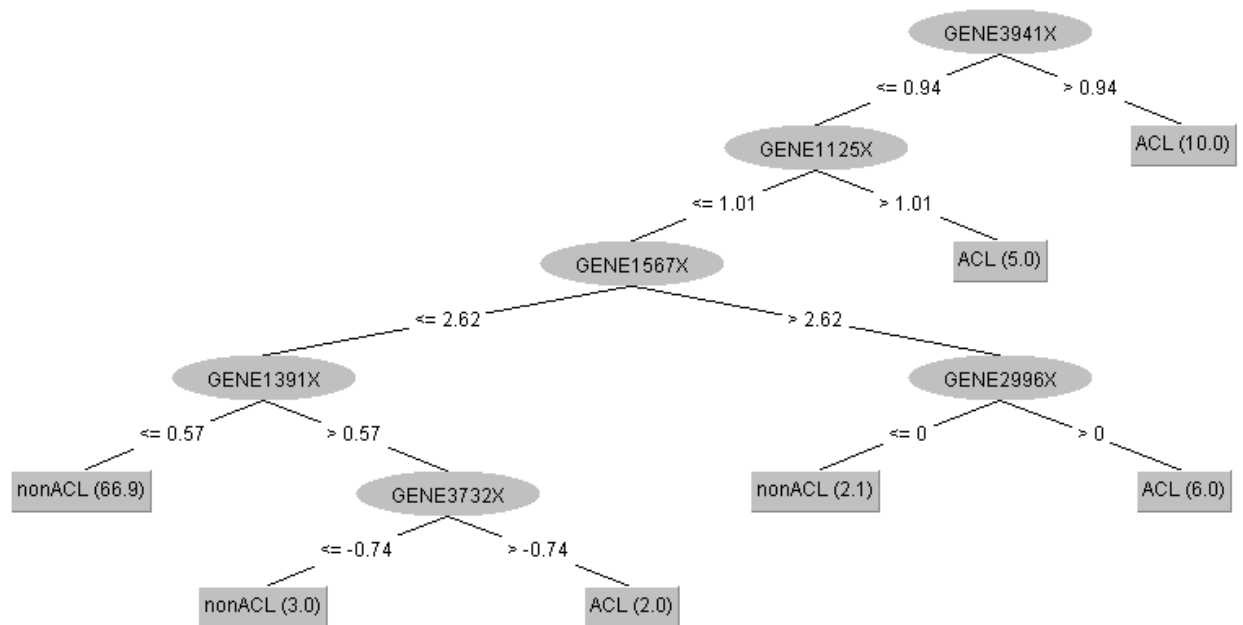 GENE3941X
<= 0.94
> 0.94
GENE1125X
ACL (10.0)
<= 1.01
> 1.01
GENE1567X
ACL (5.0)
<= 2.62
> 2.62
GENE1391X
GENE2996X
<= 0.57
> 0.57
<= 0
> 0
nonACL (66.9)
GENE3732X
nonACL (2.1)
ACL (6.0)
<= -0.74
> -0.74
nonACL (3.0)
ACL (2.0)